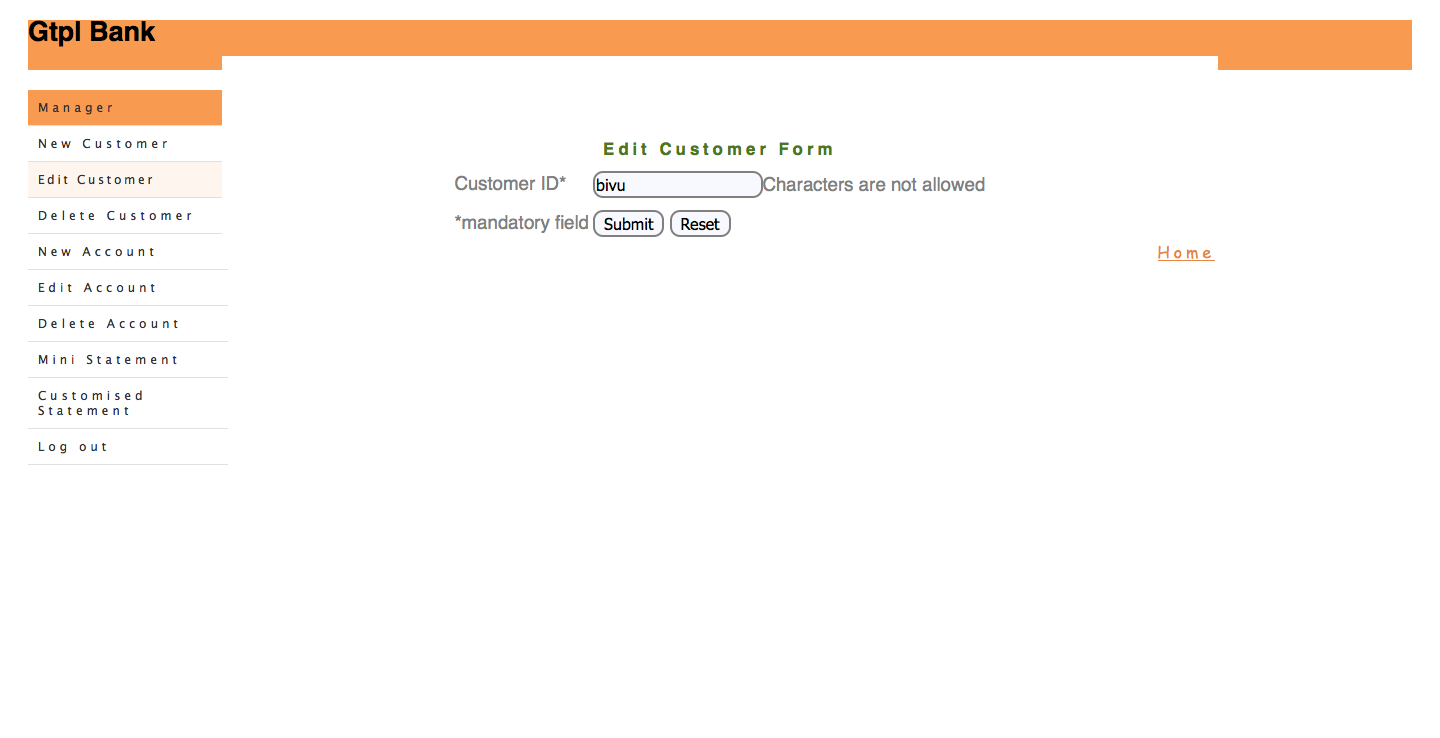 Gtpl Bank
Manager
New Customer
Edit Customer
Delete Customer
New Account
Edit Account
Delete Account
Mini Statement
Customised
Statement
Log out
Edit Customer Form
Customer ID* bivu Characters are not allowed
*mandatory field Submit Reset
Home